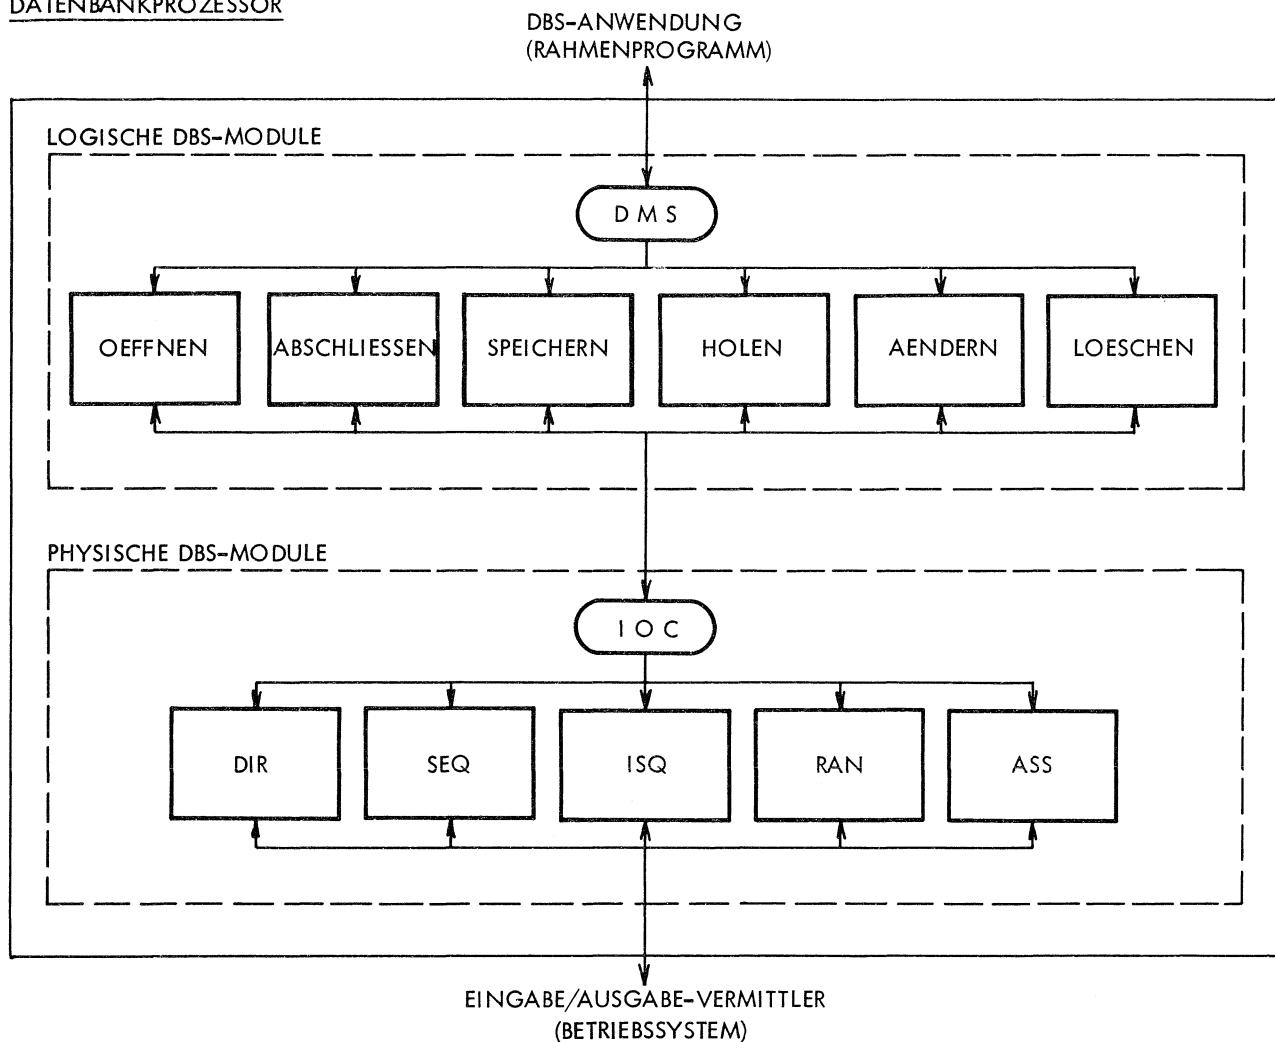 DATENBANKPROZESSOR
DBS-ANWENDUNG
(RAHMENPROGRAMM)
LOGISCHE DBS-MODULE
DMS
OEFFNEN ABSCHLIESSEN SPEICHERN HOLEN AENDERN LOESCHEN
PHYSISCHE DBS-MODULE
IOC
DIR SEQ ISQ RAN ASS
EINGABE/AUSGABE-VERMITTLER
(BETRIEBSSYSTEM)